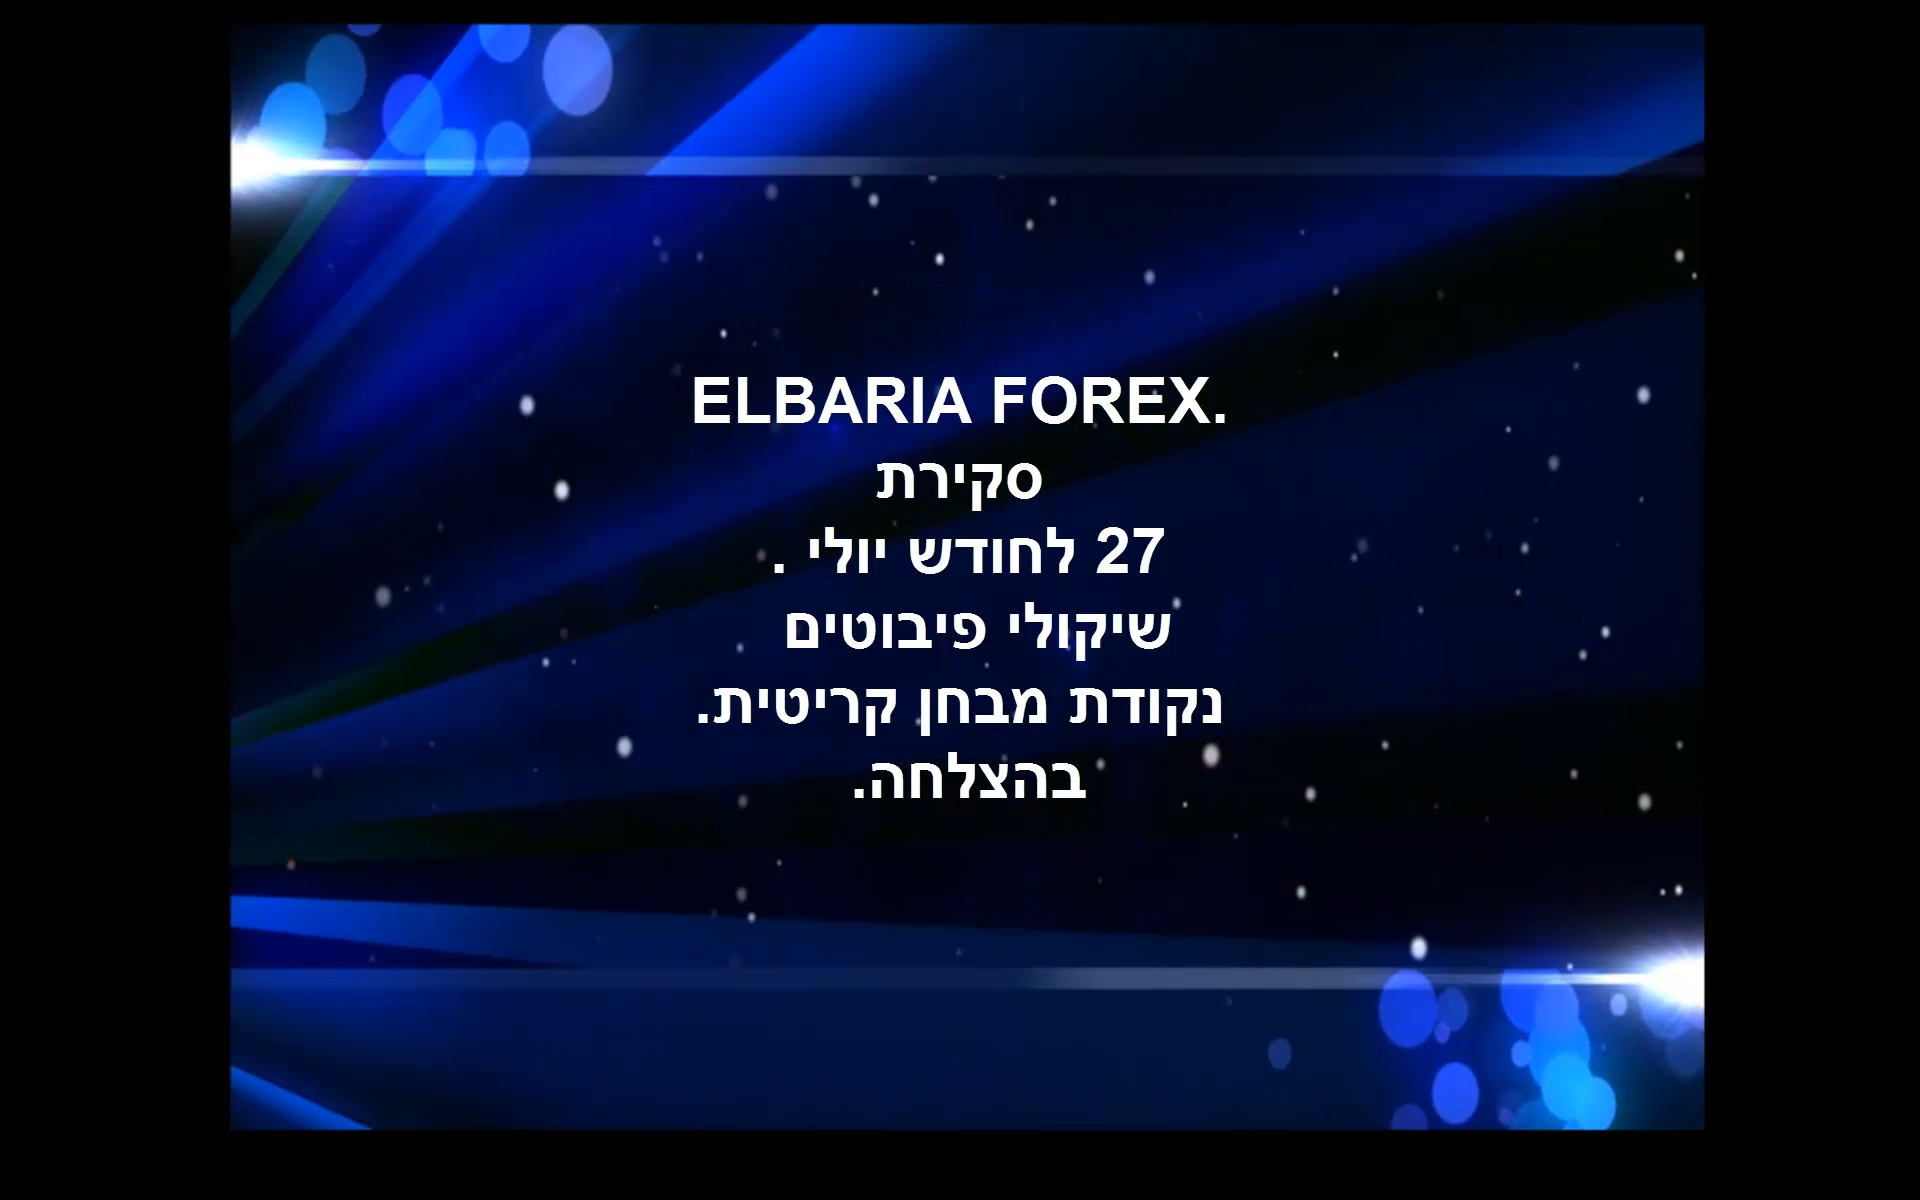 ELBARIA FOREX.
סקירת
27 לחודש יולי .
שיקולי פיבוטים
נקודת מבחן קריטית.
בהצלחה.